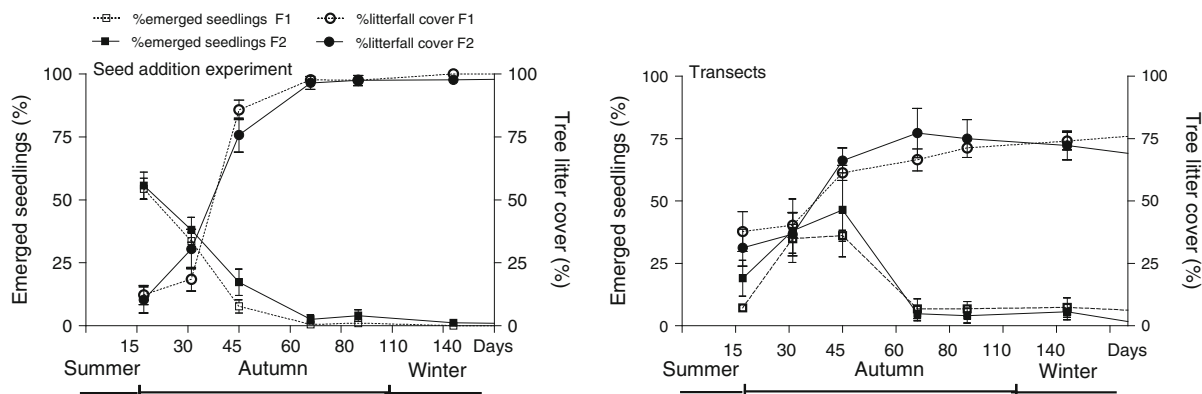 %emerged seedlings F1
%litterfall cover F1
%emerged seedlings F2
%litterfall cover F2
Seed addition experiment
Emerged seedlings (%)
100
75
50
25
0
100
75
50
25
0
Tree litter cover (%)
15 30 45 60 80 110 140 Days
Summer Autumn Winter
Transects
Emerged seedlings (%)
100
75
50
25
0
100
75
50
25
0
Tree litter cover (%)
15 30 45 60 80 110 140 Days
Summer Autumn Winter